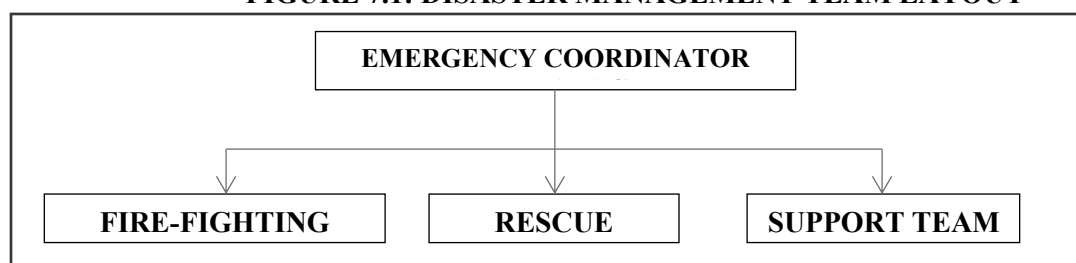 FIGURE 7.1: DISASTER MANAGEMENT TEAM LAYOUT
EMERGENCY COORDINATOR
FIRE-FIGHTING
RESCUE
SUPPORT TEAM